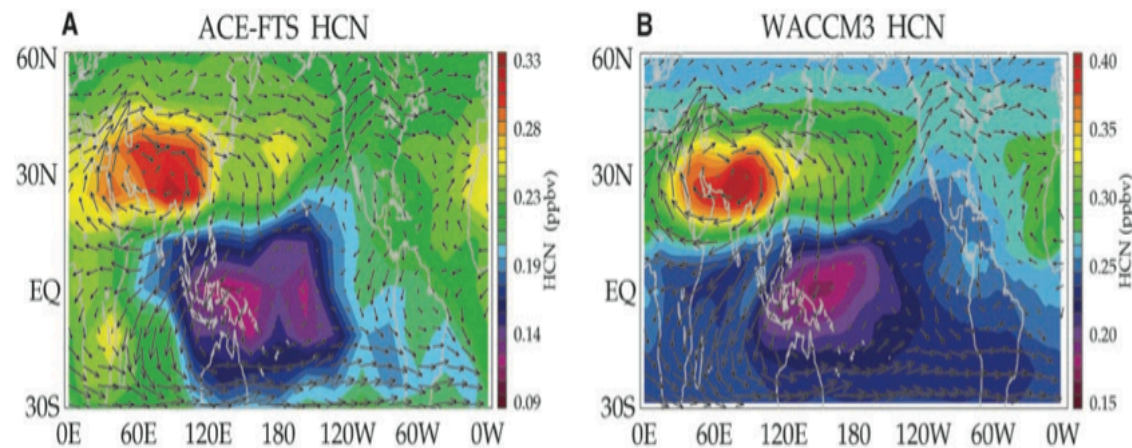 A ACE-FTS HCN
60N
30N
EQ
30S
0E 60E 120E 180 120W 60W 0W
0.33
0.28
0.23
0.19
0.14
0.09
HCN (ppbv)
B WACCM3 HCN
60N
30N
EQ
30S
0E 60E 120E 180 120W 60W 0W
0.40
0.35
0.30
0.25
0.20
0.15
HCN (ppbv)